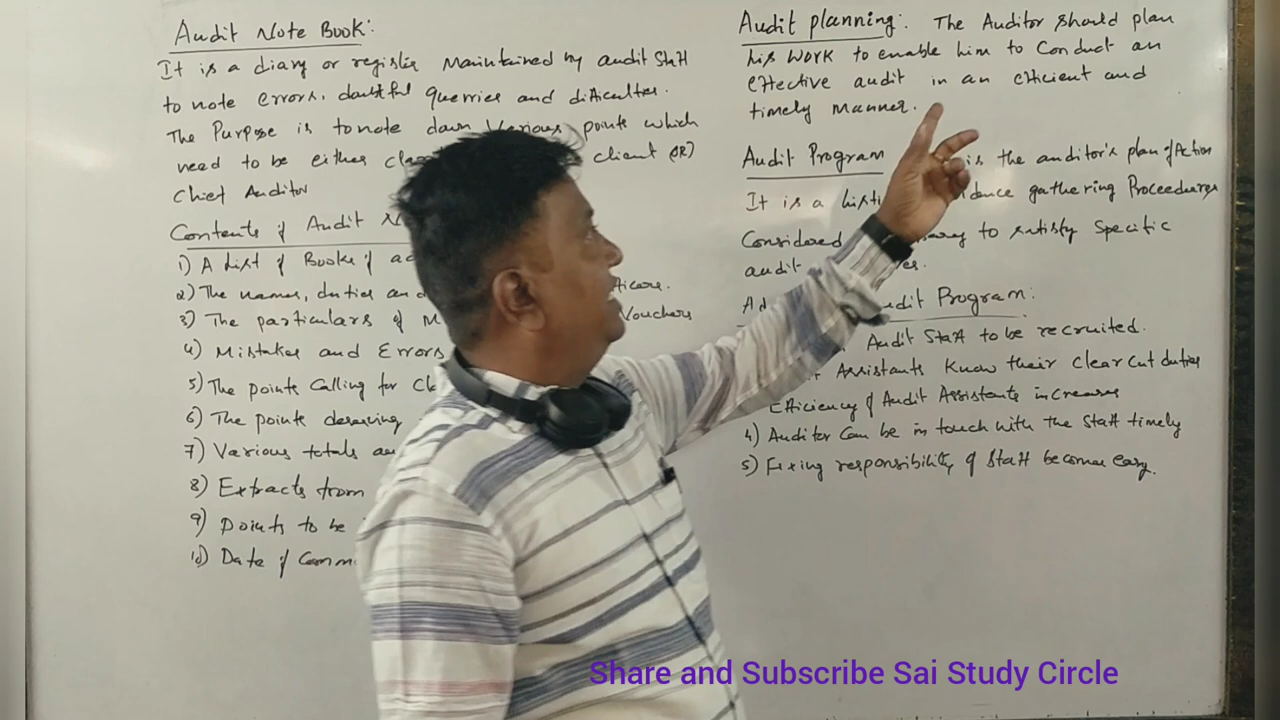 Audit Note Book:
It is a diary or register Maintained by audit Staff
to note errors, doubtful querries and difficulties.
The Purpose is to note down Various points which
need to be either client (OR)
Chief Auditor
Contents of Audit
1) A List of Books of
2) The names, duties and
3) The particulars of Vouchers
4) Mistakes and Errors
5) The points Calling for
6) The points deserving
7) Various totals
8) Extracts from
9) Points to be
10) Date of
Audit planning: The Auditor should plan
his work to enable him to Conduct an
effective audit in an efficient and
timely manner.
Audit Program is the auditor's plan of Action
It is a gathering Proceedures
Considered to satisfy Specific
audit
Audit Program:
Audit Staff to be recruited.
Assistants Know their Clear cut duties
Efficiency of Audit Assistants increases
4) Auditor Can be in touch with the Staff timely
5) Fixing responsibility of Staff becomes easy.
Share and Subscribe Sai Study Circle